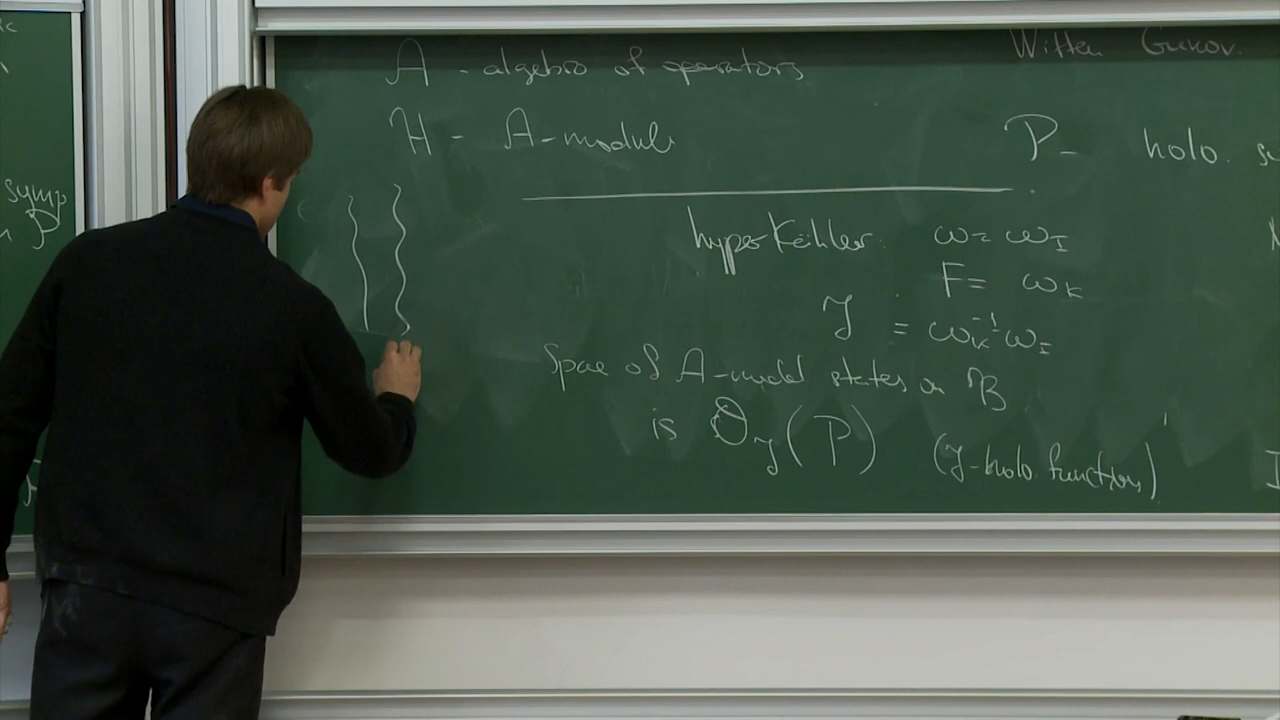 symp
P
A - algebra of operators
H - A-module
Witten Gukov.
P - holo.
hyperKähler: ω = ω_I
F = ω_K
J = ω_K^{-1} ω_I
Space of A-model states on B
is O_J(P) (J-holo. function)